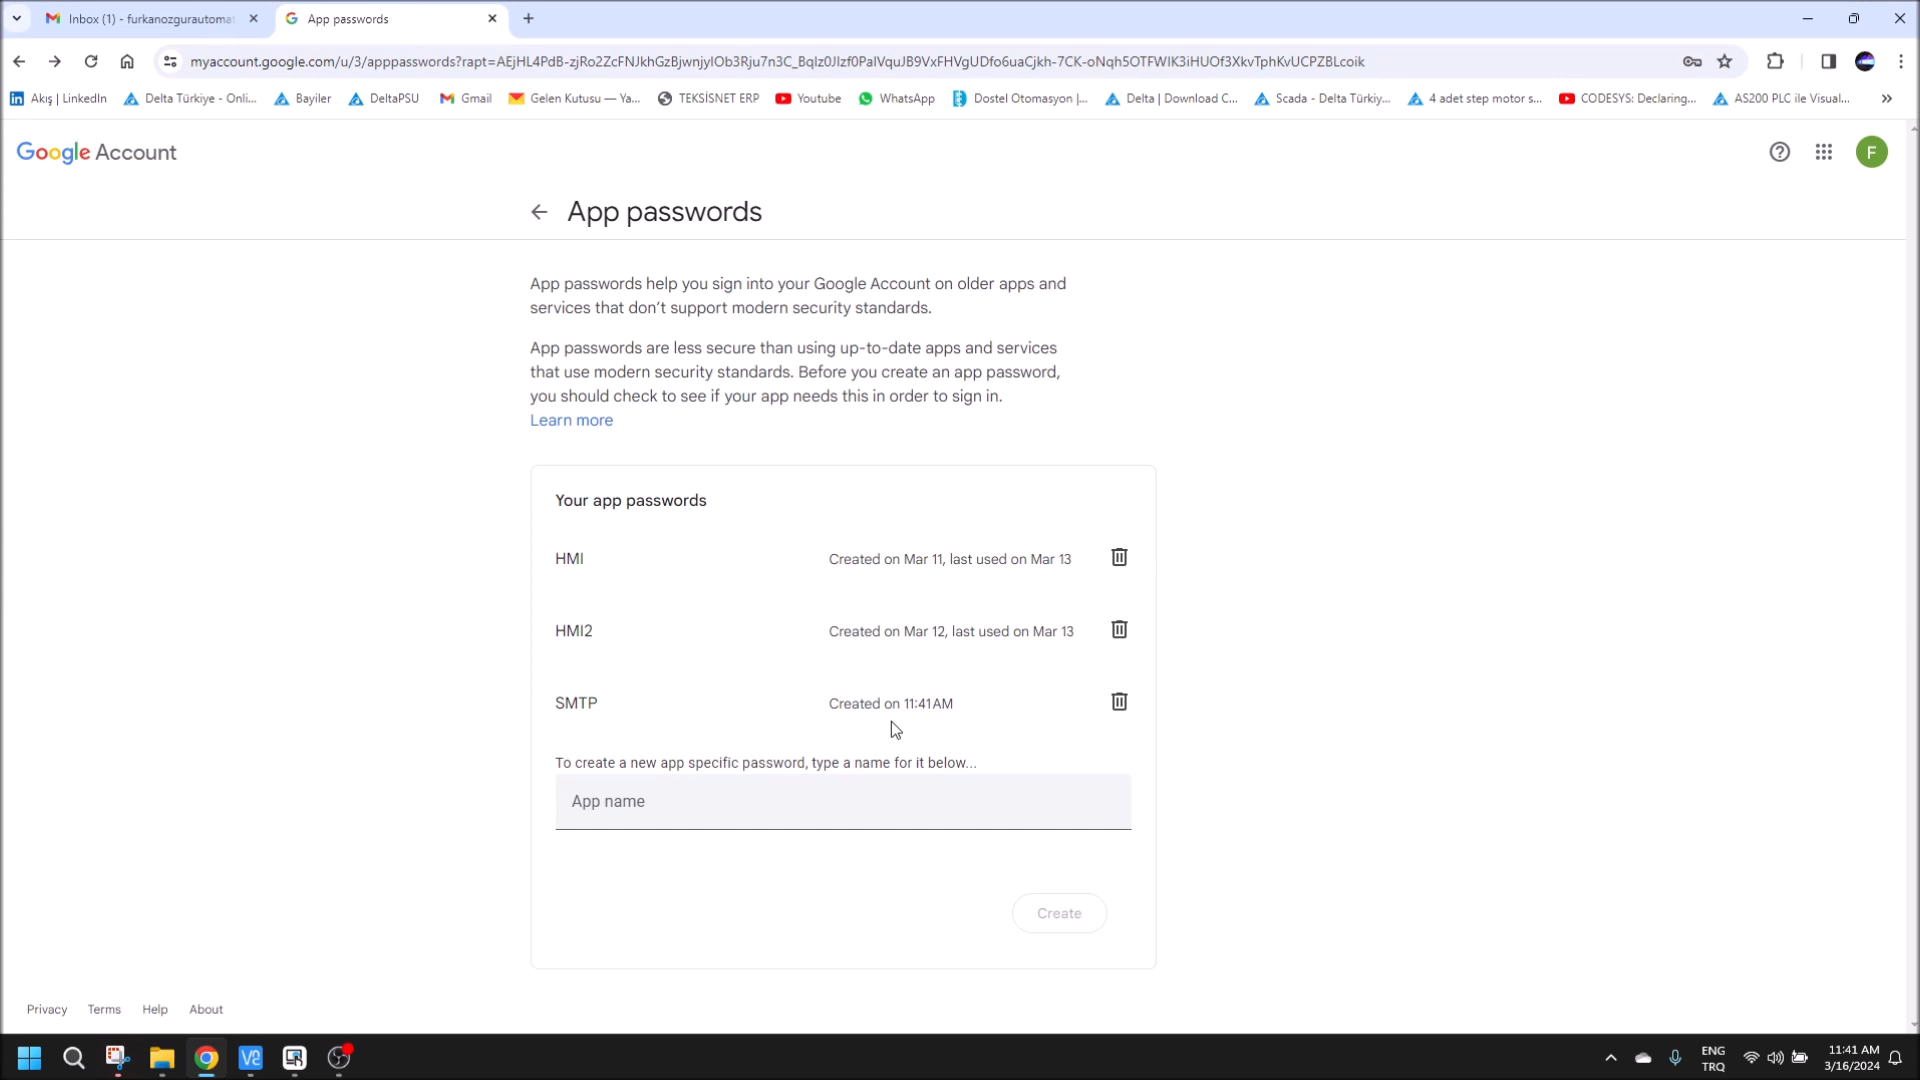 Inbox (1) - furkanozgurautomat
App passwords
myaccount.google.com/u/3/apppasswords?rapt=AEjHL4PdB-zjRo2ZcFNJkhGzBjwnjylOb3Rju7n3C_Bqlz0JIzf0PaIVquJB9VxFHVgUDfo6uaCjkh-7CK-oNqh5OTFWIK3iHUOf3XkvTphKvUCPZBLcoik
Akış | LinkedIn
Delta Türkiye - Onli...
Bayiler
DeltaPSU
Gmail
Gelen Kutusu — Ya...
TEKSİSNET ERP
Youtube
WhatsApp
Dostel Otomasyon |...
Delta | Download C...
Scada - Delta Türkiy...
4 adet step motor s...
CODESYS: Declaring...
AS200 PLC ile Visual...
Google Account
F
App passwords
App passwords help you sign into your Google Account on older apps and
services that don’t support modern security standards.
App passwords are less secure than using up-to-date apps and services
that use modern security standards. Before you create an app password,
you should check to see if your app needs this in order to sign in.
Learn more
Your app passwords
HMI Created on Mar 11, last used on Mar 13
HMI2 Created on Mar 12, last used on Mar 13
SMTP Created on 11:41 AM
To create a new app specific password, type a name for it below...
App name
Create
Privacy Terms Help About
ENG
TRQ
11:41 AM
3/16/2024